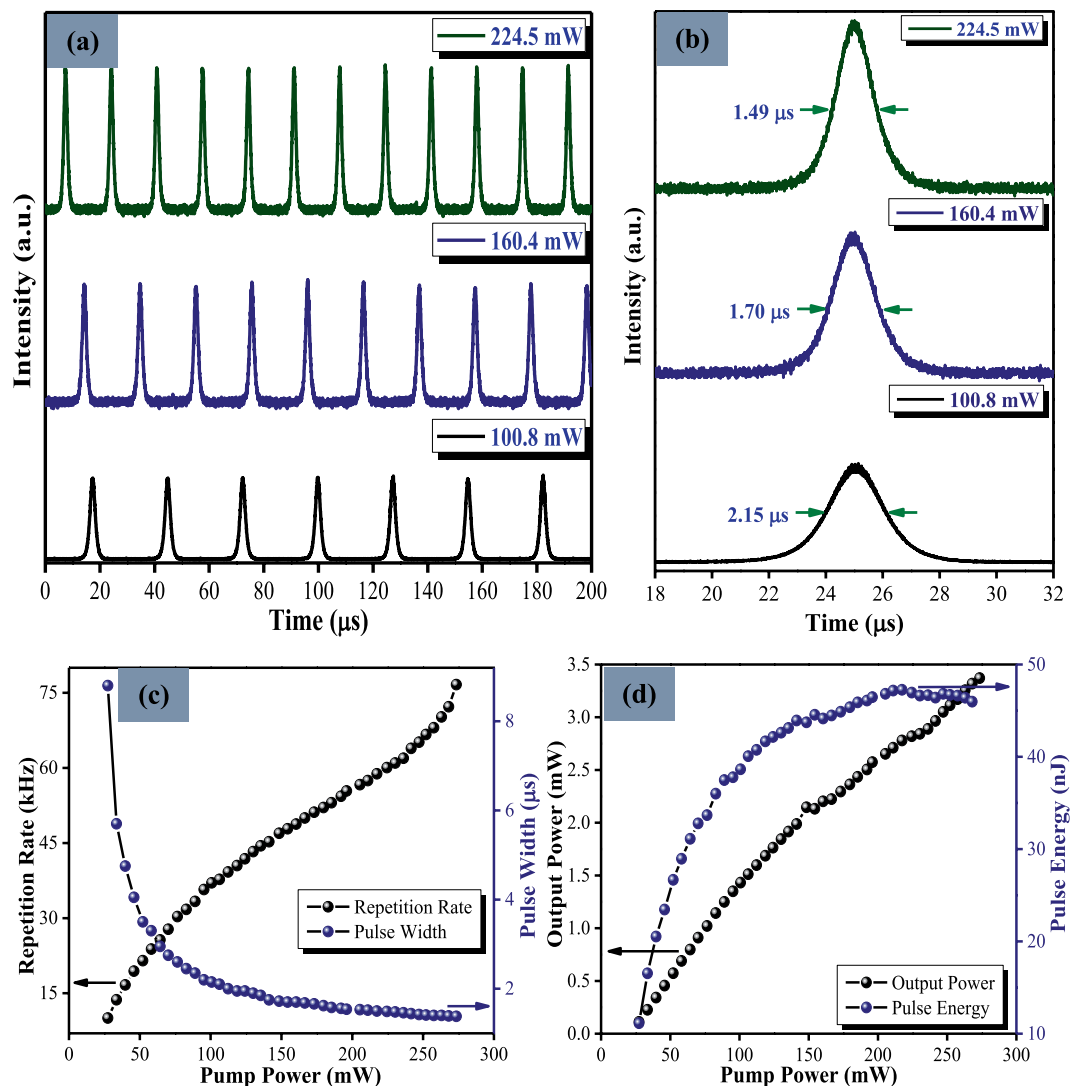 (a)
224.5 mW
160.4 mW
100.8 mW
Intensity (a.u.)
0 20 40 60 80 100 120 140 160 180 200
Time (μs)
(b)
224.5 mW
1.49 μs
160.4 mW
1.70 μs
100.8 mW
2.15 μs
Intensity (a.u.)
18 20 22 24 26 28 30 32
Time (μs)
(c)
75
60
45
30
15
Repetition Rate (kHz)
8
6
4
2
Pulse Width (μs)
Repetition Rate
Pulse Width
0 50 100 150 200 250 300
Pump Power (mW)
(d)
3.5
3.0
2.5
2.0
1.5
1.0
0.5
0.0
Output Power (mW)
50
40
31
21
10
Pulse Energy (nJ)
Output Power
Pulse Energy
0 50 100 150 200 250 300
Pump Power (mW)